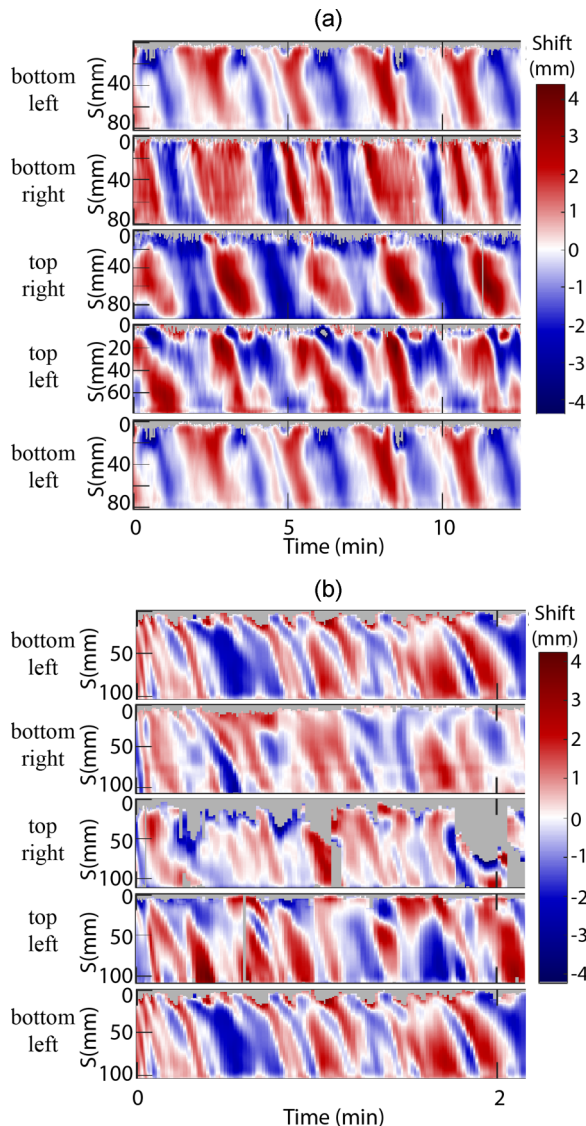 (a)
Shift
(mm)
bottom
left
S(mm)
40
80
0
bottom
right
S(mm)
0
40
80
top
right
S(mm)
0
40
80
top
left
S(mm)
0
20
40
60
bottom
left
S(mm)
0
40
80
0
5
10
Time (min)
4
3
2
1
0
-1
-2
-3
-4
(b)
Shift
(mm)
bottom
left
S(mm)
50
100
bottom
right
S(mm)
0
50
100
top
right
S(mm)
0
50
100
top
left
S(mm)
0
50
100
bottom
left
S(mm)
0
50
100
0
2
Time (min)
4
3
2
1
0
-1
-2
-3
-4